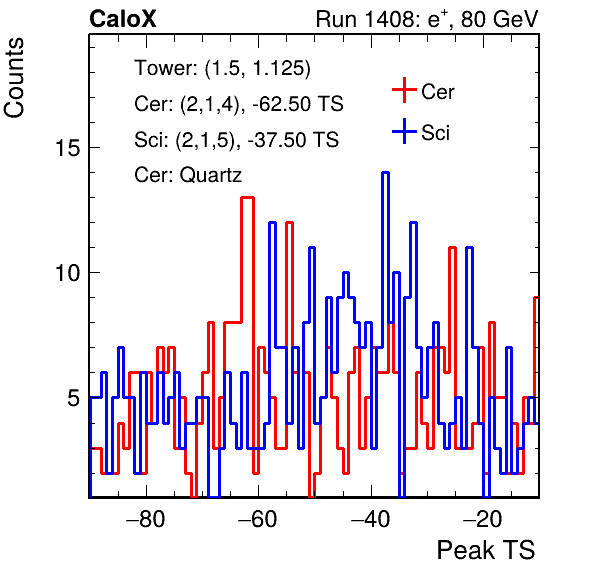 CaloX Run 1408: e⁺, 80 GeV
Counts
Tower: (1.5, 1.125)
Cer: (2,1,4), -62.50 TS
Sci: (2,1,5), -37.50 TS
Cer: Quartz
Cer
Sci
15
10
5
−80 −60 −40 −20
Peak TS